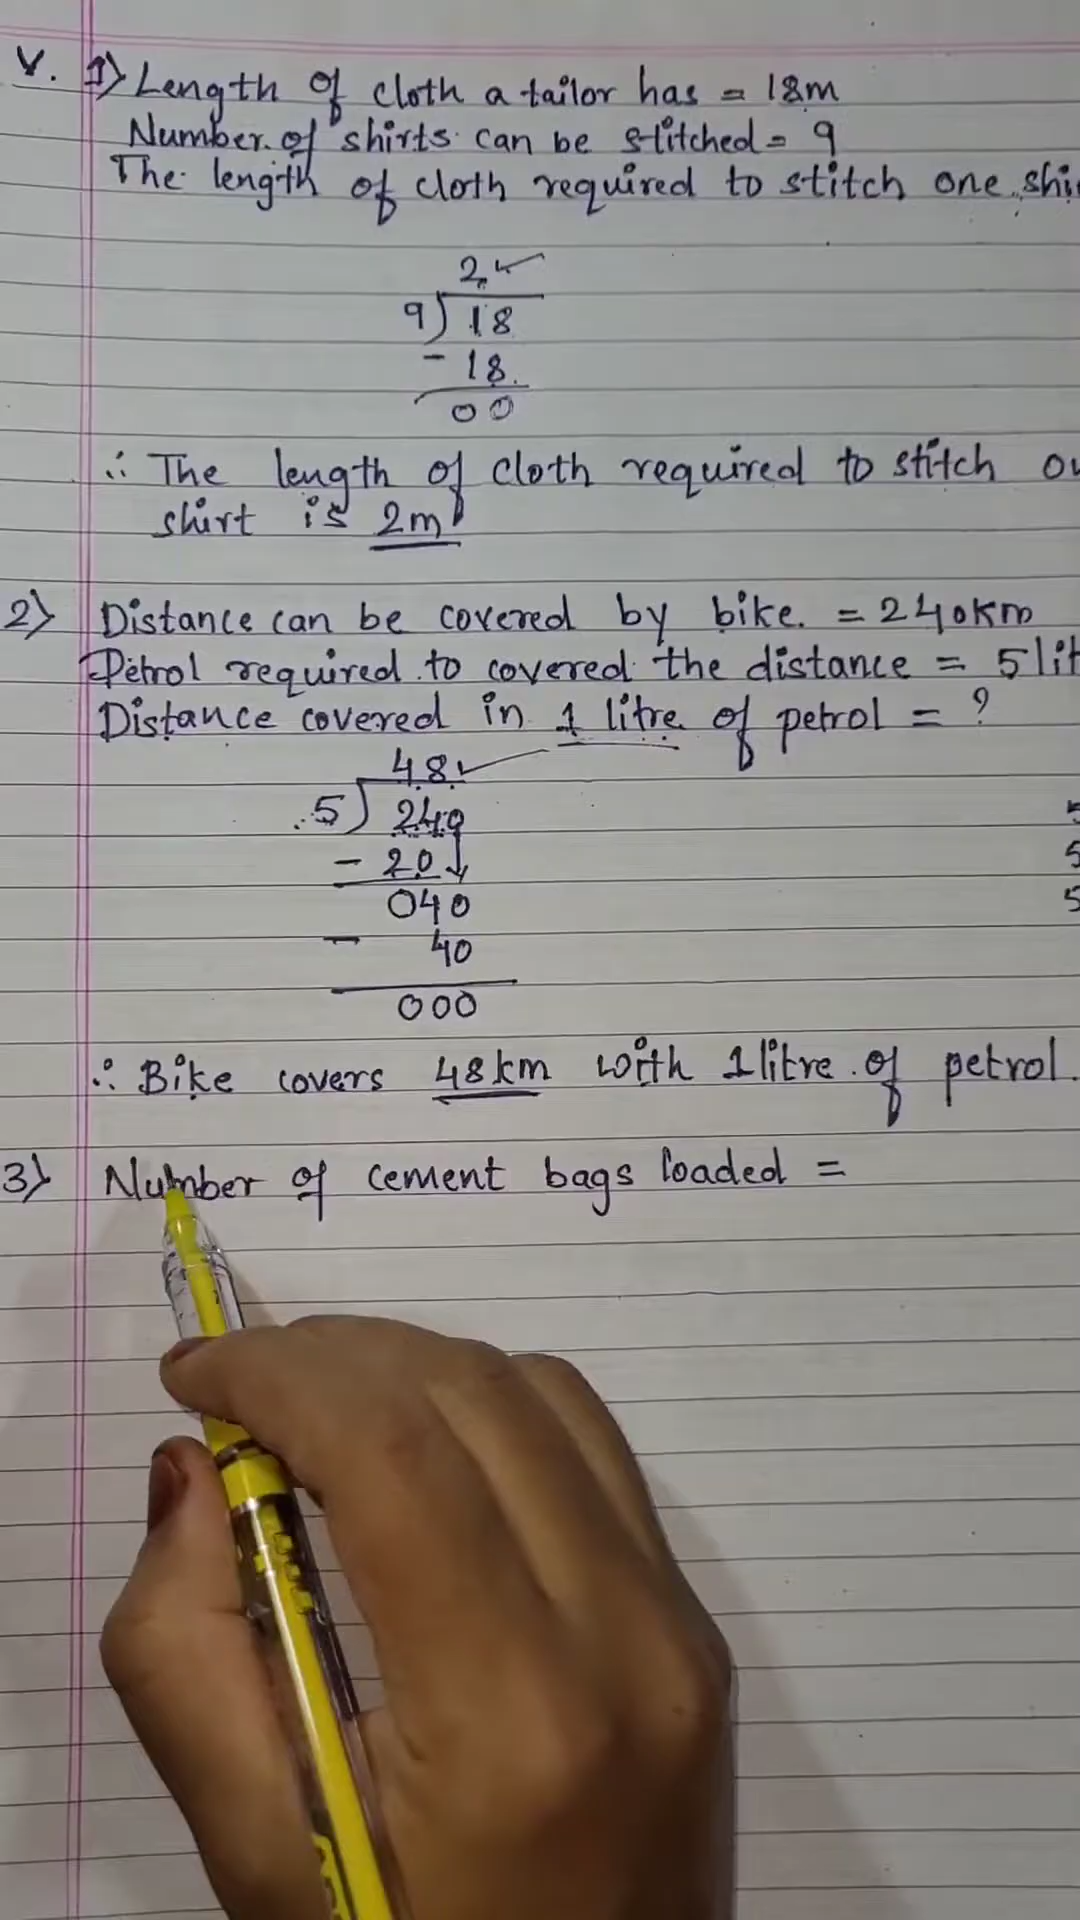 V. 1) Length of cloth a tailor has = 18m
Number of shirts can be stitched = 9
The length of cloth required to stitch one
2
9) 18
- 18
00
∴ The length of cloth required to stitch
shirt is 2m
2) Distance can be covered by bike. = 240km
Petrol required to covered the distance = 5 lit
Distance covered in 1 litre of petrol = ?
48
5) 240
- 20
040
- 40
000
∴ Bike covers 48km with 1 litre of petrol.
3) Number of cement bags loaded =